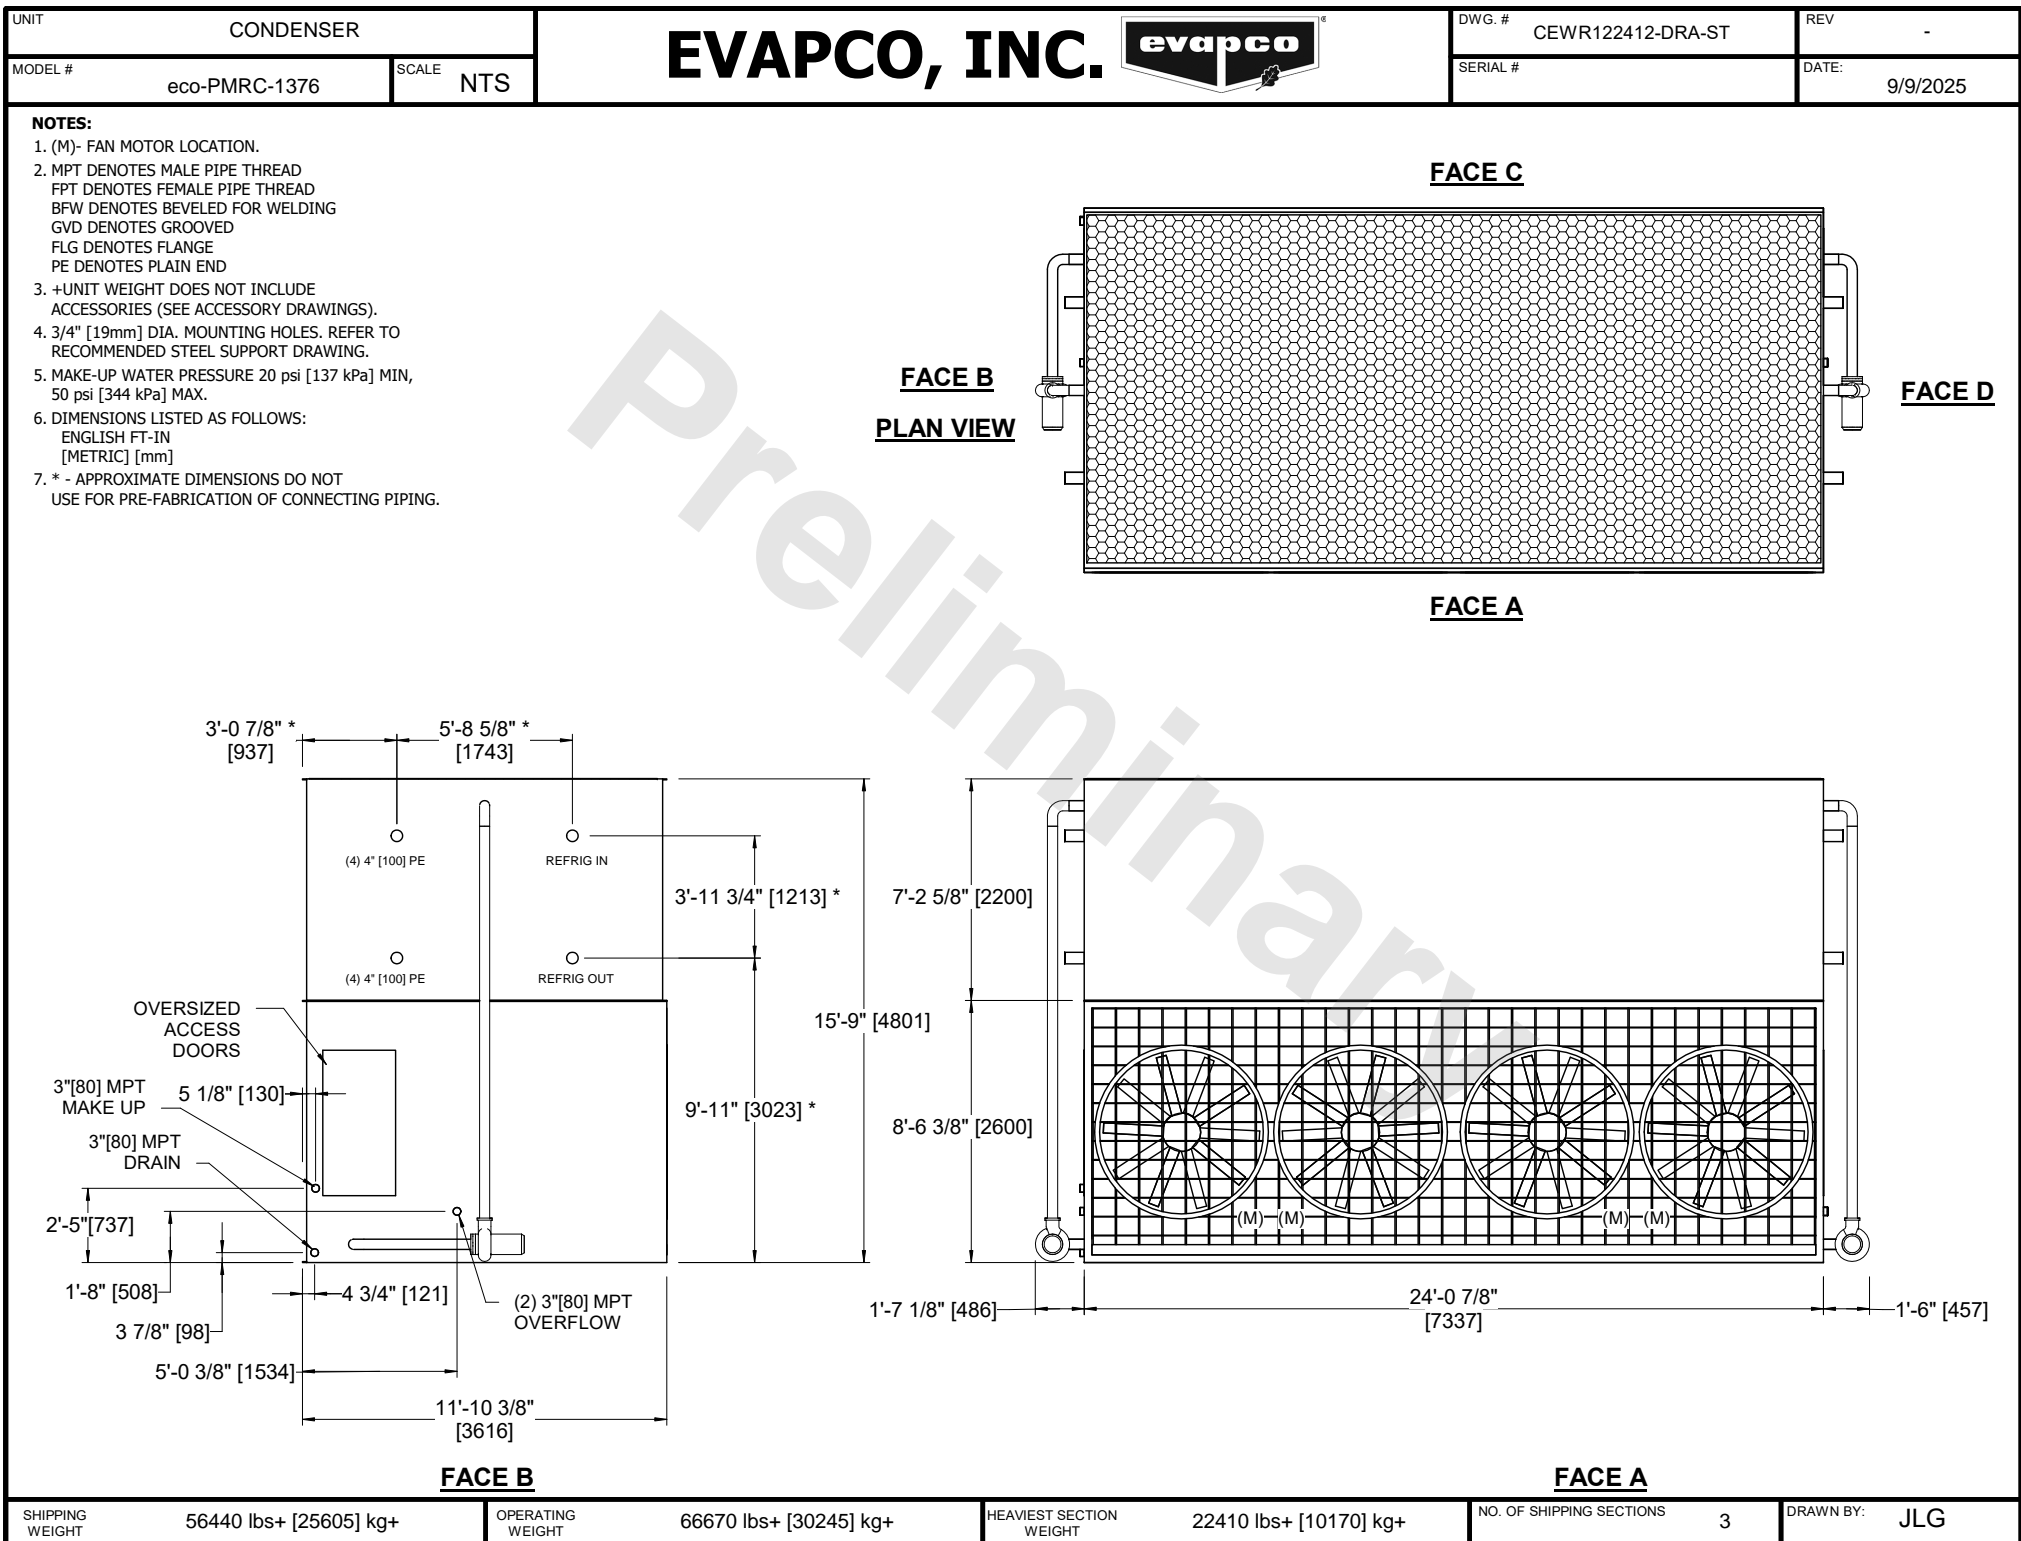 UNIT
CONDENSER
MODEL #
eco-PMRC-1376
SCALE
NTS
EVAPCO, INC.
evapco
®
DWG. #
CEWR122412-DRA-ST
REV
-
SERIAL #
DATE:
9/9/2025
NOTES:
1. (M)- FAN MOTOR LOCATION.
2. MPT DENOTES MALE PIPE THREAD
FPT DENOTES FEMALE PIPE THREAD
BFW DENOTES BEVELED FOR WELDING
GVD DENOTES GROOVED
FLG DENOTES FLANGE
PE DENOTES PLAIN END
3. +UNIT WEIGHT DOES NOT INCLUDE
ACCESSORIES (SEE ACCESSORY DRAWINGS).
4. 3/4" [19mm] DIA. MOUNTING HOLES. REFER TO
RECOMMENDED STEEL SUPPORT DRAWING.
5. MAKE-UP WATER PRESSURE 20 psi [137 kPa] MIN,
50 psi [344 kPa] MAX.
6. DIMENSIONS LISTED AS FOLLOWS:
ENGLISH FT-IN
[METRIC] [mm]
7. * - APPROXIMATE DIMENSIONS DO NOT
USE FOR PRE-FABRICATION OF CONNECTING PIPING.
FACE C
FACE B
PLAN VIEW
FACE D
FACE A
Preliminary
3'-0 7/8" *
[937]
5'-8 5/8" *
[1743]
(4) 4" [100] PE
REFRIG IN
3'-11 3/4" [1213] *
(4) 4" [100] PE
REFRIG OUT
15'-9" [4801]
9'-11" [3023] *
OVERSIZED
ACCESS
DOORS
3"[80] MPT
MAKE UP
5 1/8" [130]
3"[80] MPT
DRAIN
2'-5"[737]
1'-8" [508]
3 7/8" [98]
4 3/4" [121]
(2) 3"[80] MPT
OVERFLOW
5'-0 3/8" [1534]
11'-10 3/8"
[3616]
FACE B
7'-2 5/8" [2200]
8'-6 3/8" [2600]
(M) (M) (M) (M)
1'-7 1/8" [486]
24'-0 7/8"
[7337]
1'-6" [457]
FACE A
SHIPPING
WEIGHT
56440 lbs+ [25605] kg+
OPERATING
WEIGHT
66670 lbs+ [30245] kg+
HEAVIEST SECTION
WEIGHT
22410 lbs+ [10170] kg+
NO. OF SHIPPING SECTIONS
3
DRAWN BY:
JLG